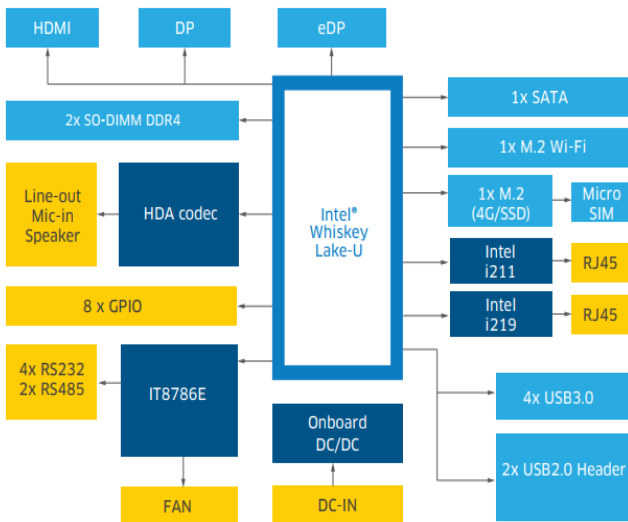 HDMI
DP
eDP
2x SO-DIMM DDR4
1x SATA
1x M.2 Wi-Fi
Line-out
Mic-in
Speaker
HDA codec
Intel®
Whiskey
Lake-U
1x M.2
(4G/SSD)
Micro
SIM
Intel
i211
RJ45
8 x GPIO
Intel
i219
RJ45
4x RS232
2x RS485
IT8786E
4x USB3.0
Onboard
DC/DC
2x USB2.0 Header
FAN
DC-IN